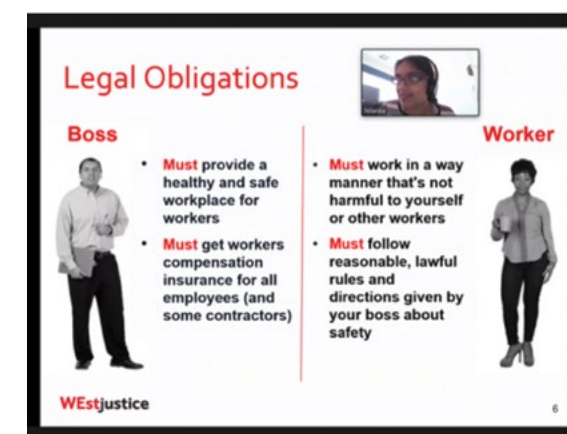 Legal Obligations
Boss
Must provide a
healthy and safe
workplace for
workers
Must get workers
compensation
insurance for all
employees (and
some contractors)
Worker
Must work in a way
manner that's not
harmful to yourself
or other workers
Must follow
reasonable, lawful
rules and
directions given by
your boss about
safety
WEstjustice
6